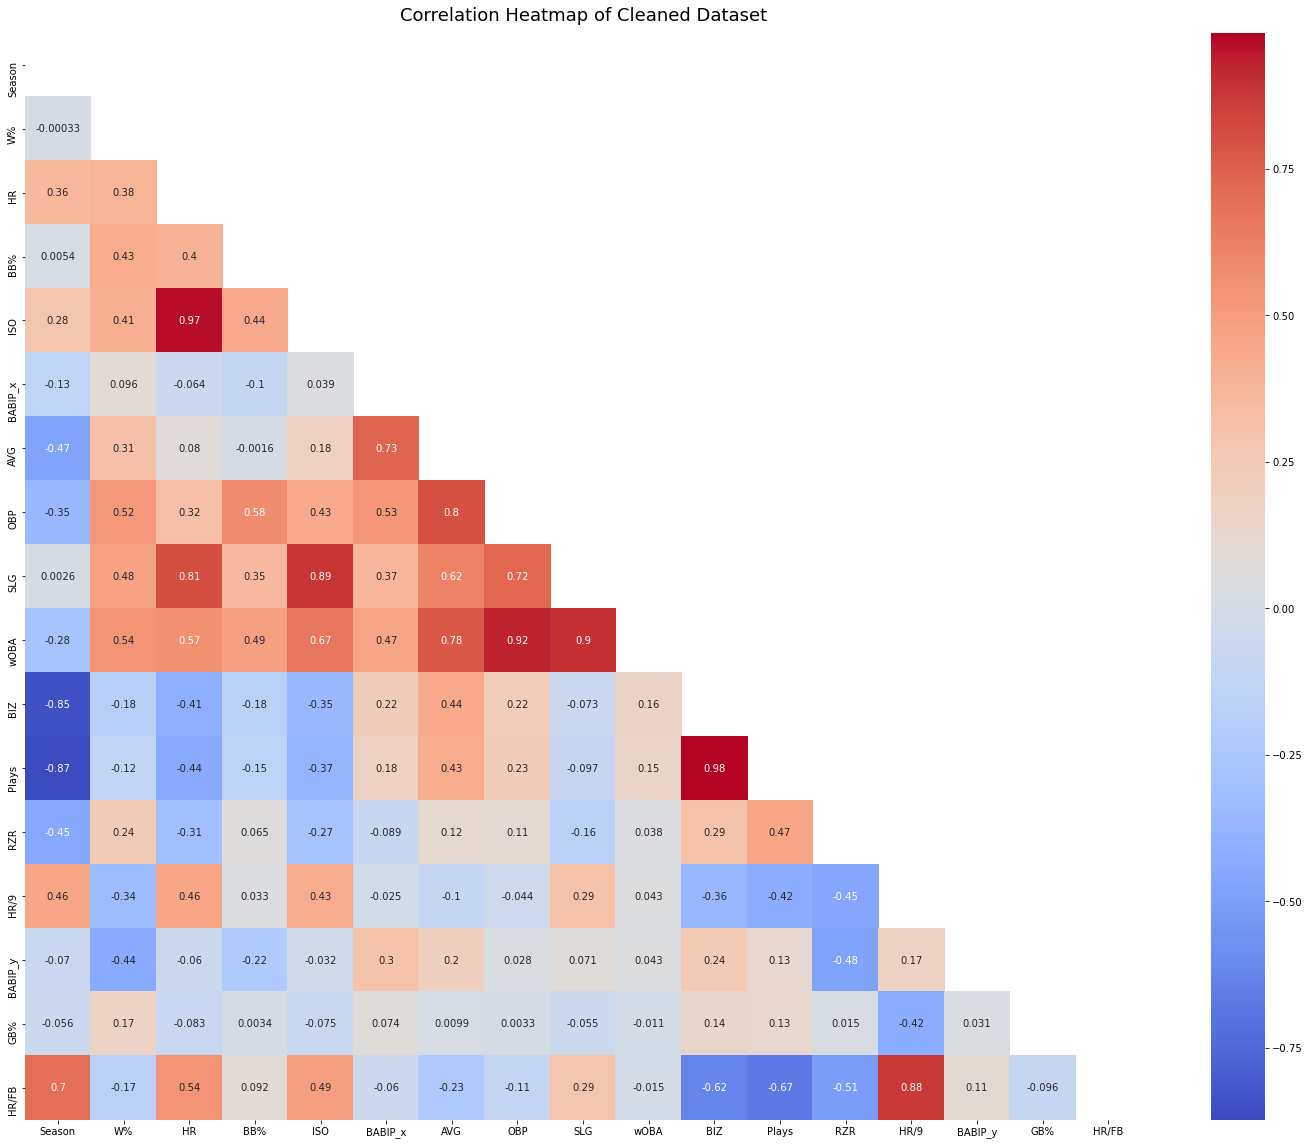 Correlation Heatmap of Cleaned Dataset
Season
W% -0.00033
HR 0.36 0.38
BB% 0.0054 0.43 0.4
ISO 0.28 0.41 0.97 0.44
BABIP_x -0.13 0.096 -0.064 -0.1 0.039
AVG -0.47 0.31 0.08 -0.0016 0.18 0.73
OBP -0.35 0.52 0.32 0.58 0.43 0.53 0.8
SLG 0.0026 0.48 0.81 0.35 0.89 0.37 0.62 0.72
wOBA -0.28 0.54 0.57 0.49 0.67 0.47 0.78 0.92 0.9
BIZ -0.85 -0.18 -0.41 -0.18 -0.35 0.22 0.44 0.22 -0.073 0.16
Plays -0.87 -0.12 -0.44 -0.15 -0.37 0.18 0.43 0.23 -0.097 0.15 0.98
RZR -0.45 0.24 -0.31 0.065 -0.27 -0.089 0.12 0.11 -0.16 0.038 0.29 0.47
HR/9 0.46 -0.34 0.46 0.033 0.43 -0.025 -0.1 -0.044 0.29 0.043 -0.36 -0.42 -0.45
BABIP_y -0.07 -0.44 -0.06 -0.22 -0.032 0.3 0.2 0.028 0.071 0.043 0.24 0.13 -0.48 0.17
GB% -0.056 0.17 -0.083 0.0034 -0.075 0.074 0.0099 0.0033 -0.055 -0.011 0.14 0.13 0.015 -0.42 0.031
HR/FB 0.7 -0.17 0.54 0.092 0.49 -0.06 -0.23 -0.11 0.29 -0.015 -0.62 -0.67 -0.51 0.88 0.11 -0.096
Season W% HR BB% ISO BABIP_x AVG OBP SLG wOBA BIZ Plays RZR HR/9 BABIP_y GB% HR/FB
0.75
0.50
0.25
0.00
−0.25
−0.50
−0.75